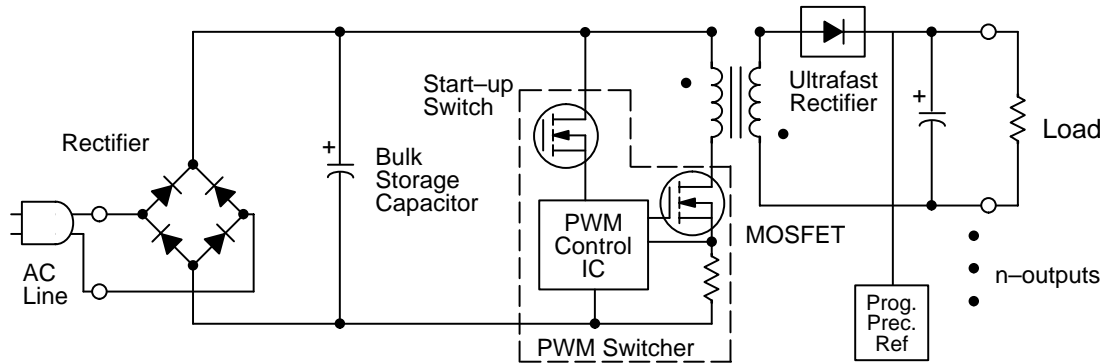 Rectifier
AC
Line
+
Bulk
Storage
Capacitor
Start–up
Switch
PWM
Control
IC
PWM Switcher
MOSFET
Ultrafast
Rectifier
+
Load
n–outputs
Prog.
Prec.
Ref